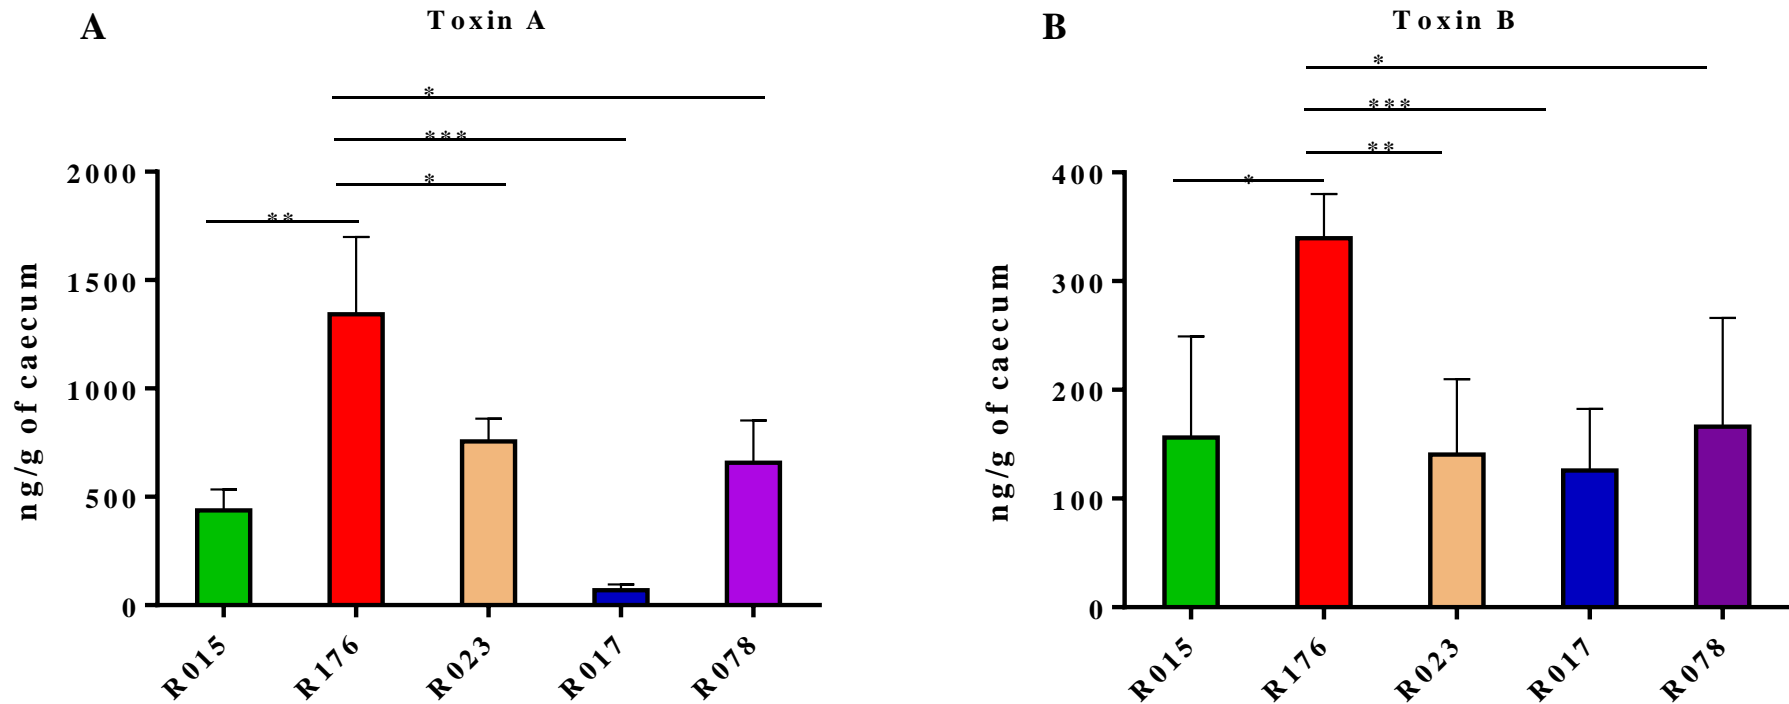 A
Toxin A
*
***
*
**
2000
1500
1000
500
0
ng/g of caecum
R015
R176
R023
R017
R078
B
Toxin B
*
***
**
*
400
300
200
100
0
ng/g of caecum
R015
R176
R023
R017
R078